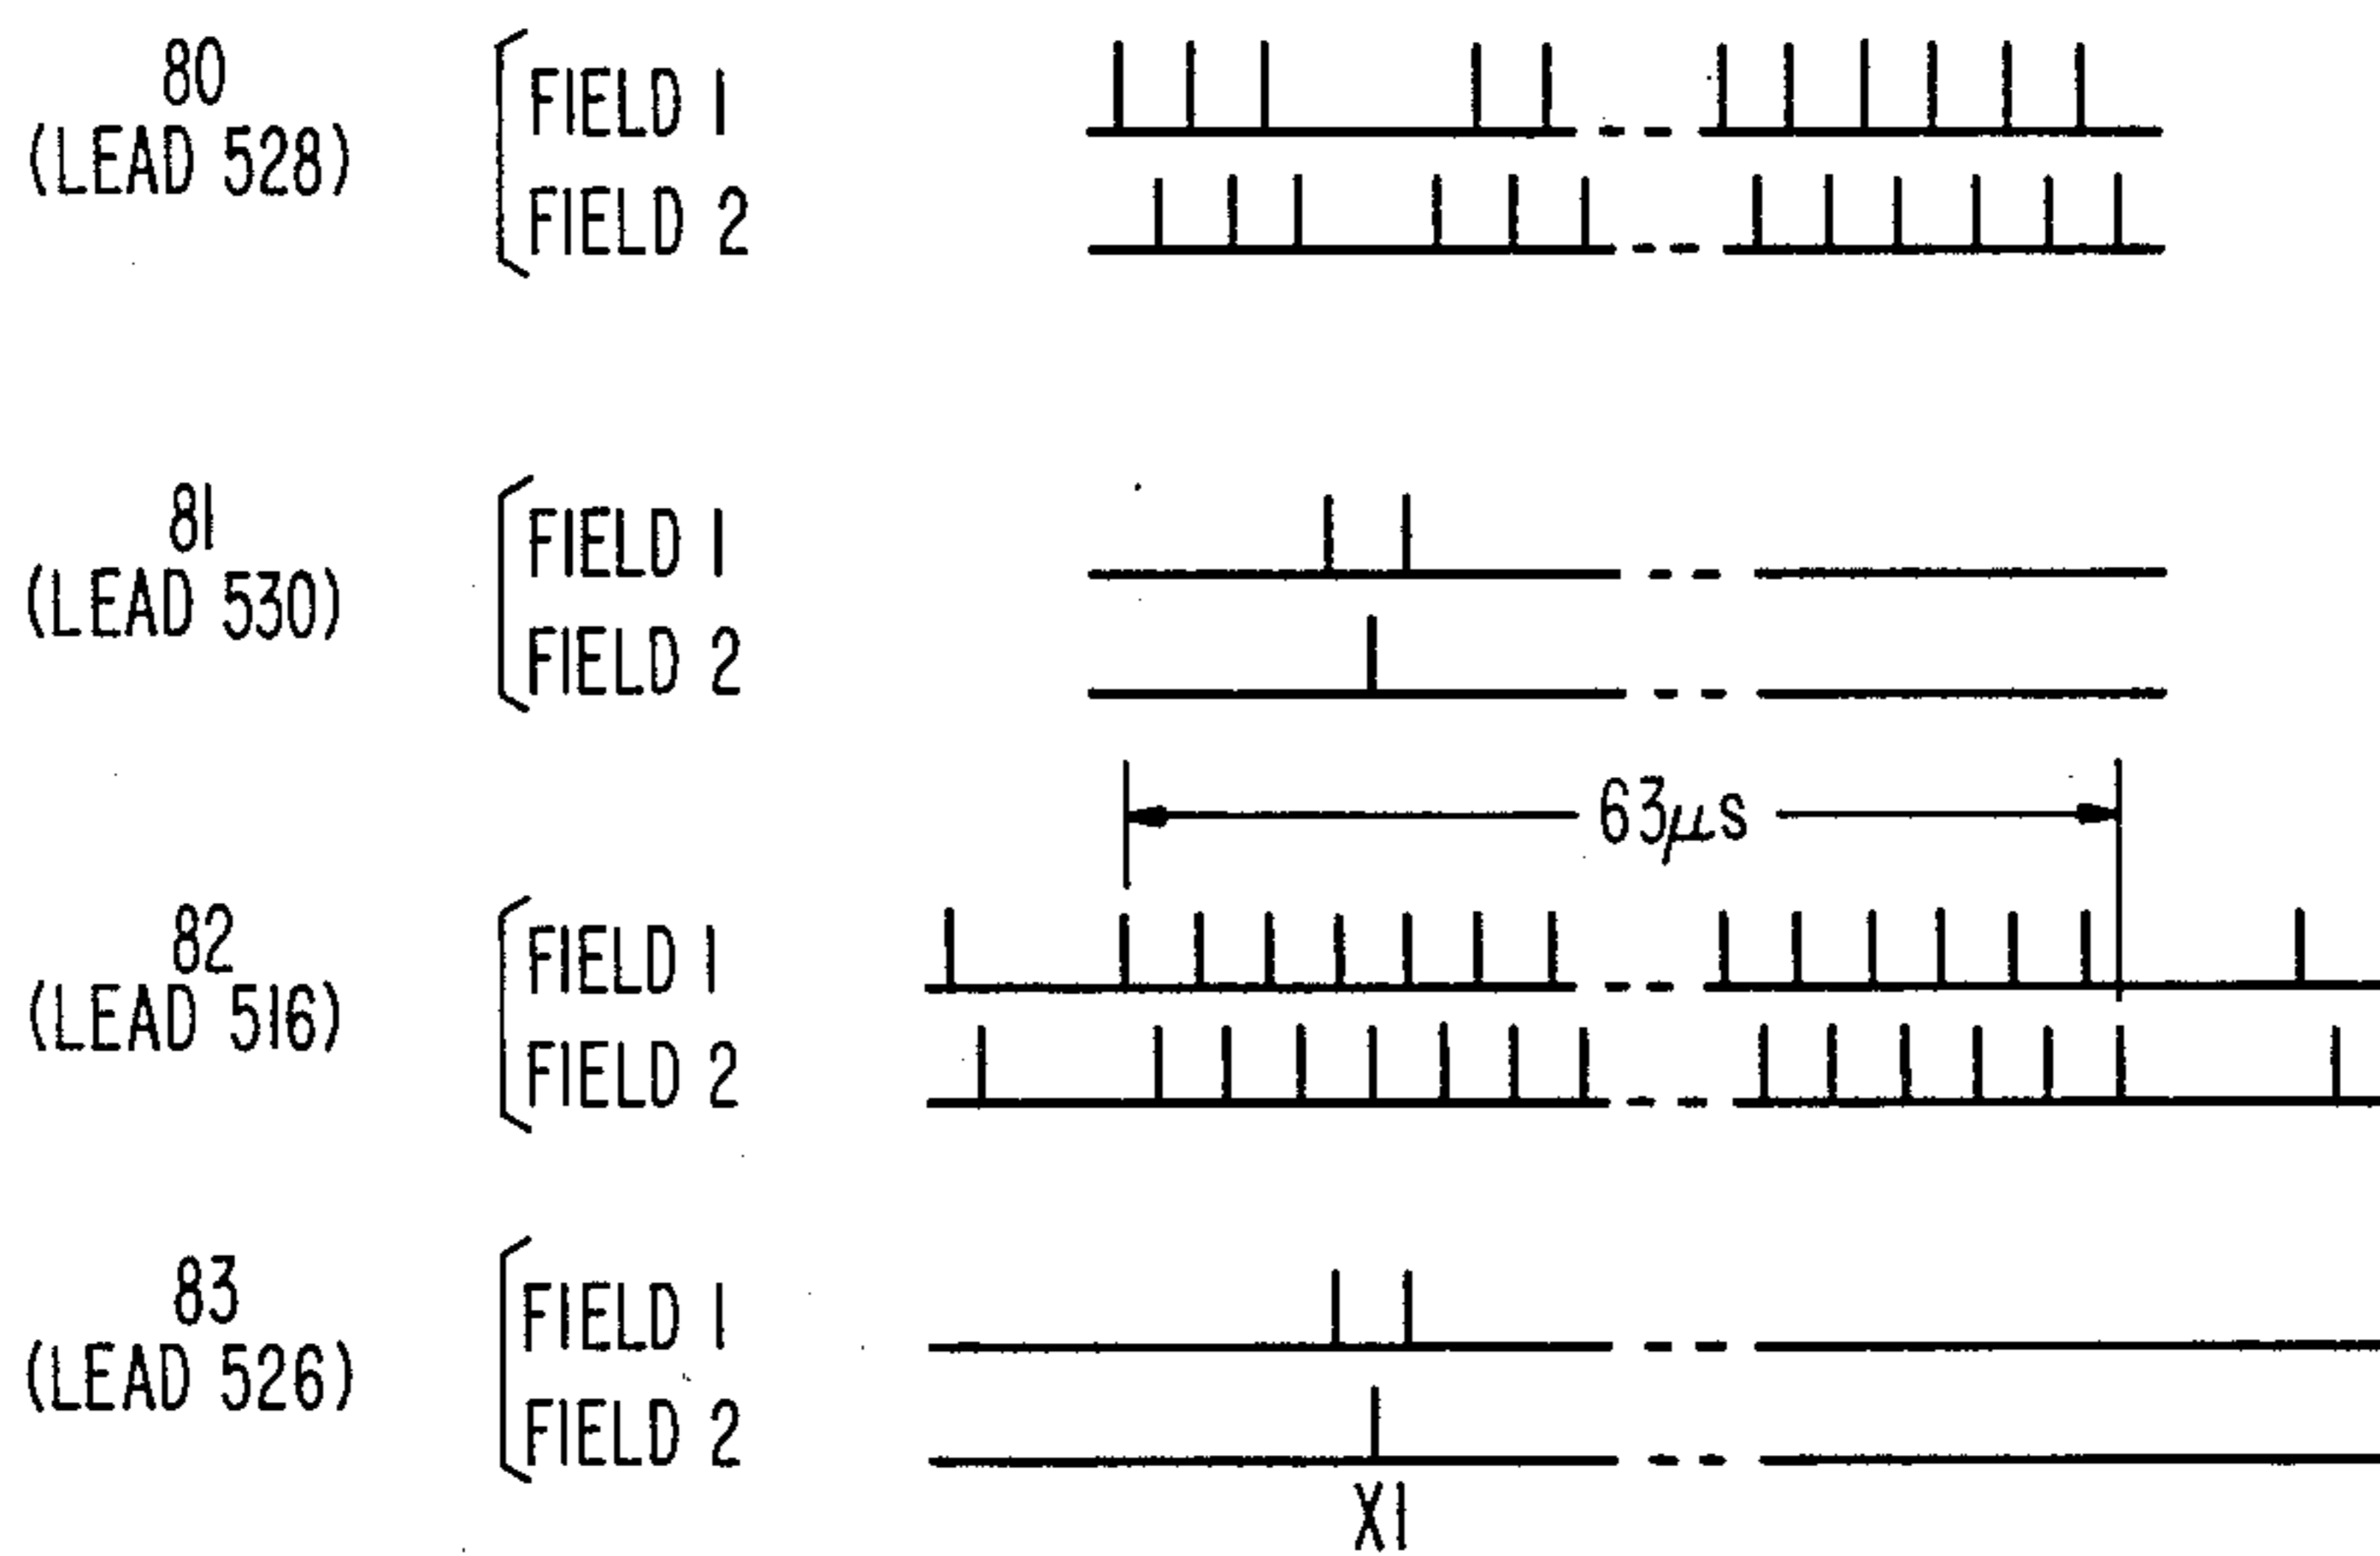 80
(LEAD 528)
FIELD 1
FIELD 2
81
(LEAD 530)
FIELD 1
FIELD 2
63μs
82
(LEAD 516)
FIELD 1
FIELD 2
83
(LEAD 526)
FIELD 1
FIELD 2
X1